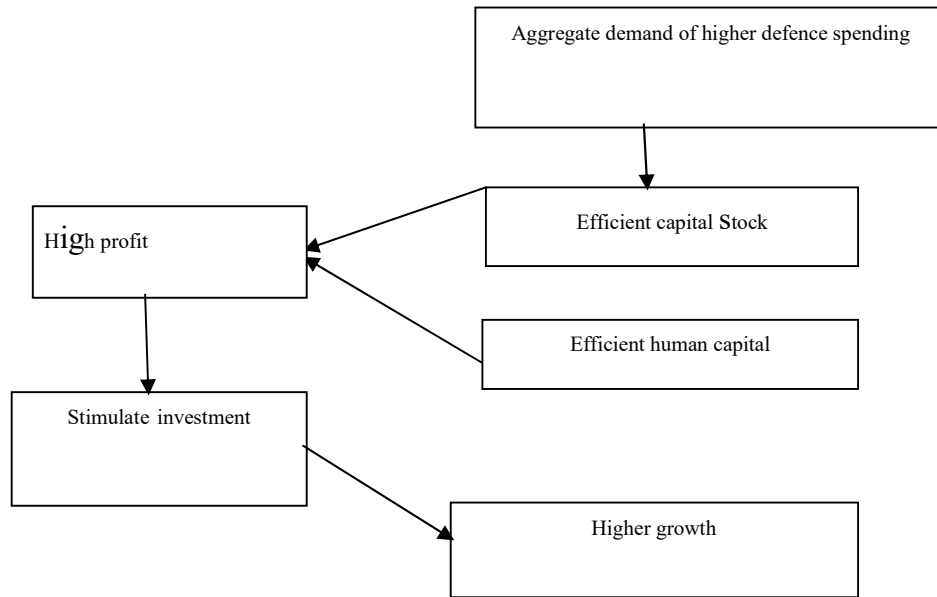 Aggregate demand of higher defence spending
Efficient capital Stock
High profit
Efficient human capital
Stimulate investment
Higher growth